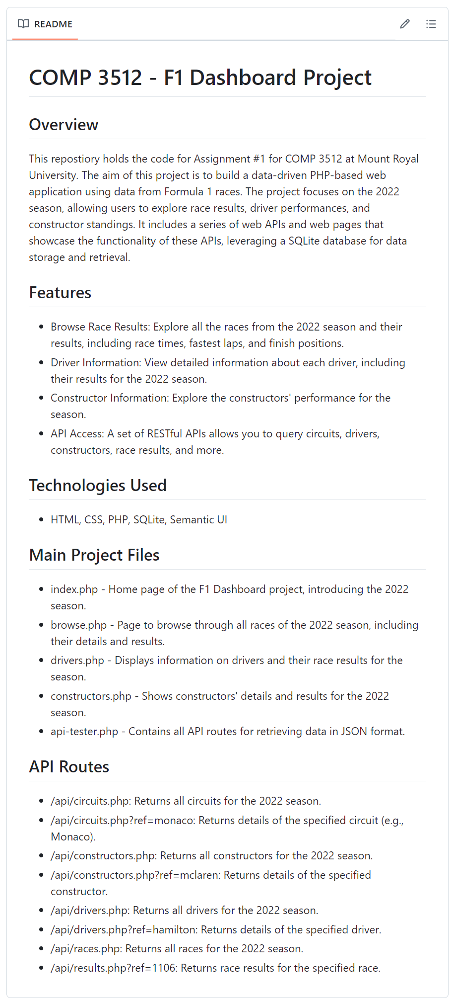 README
COMP 3512 - F1 Dashboard Project
Overview
This repostiory holds the code for Assignment #1 for COMP 3512 at Mount Royal
University. The aim of this project is to build a data-driven PHP-based web
application using data from Formula 1 races. The project focuses on the 2022
season, allowing users to explore race results, driver performances, and
constructor standings. It includes a series of web APIs and web pages that
showcase the functionality of these APIs, leveraging a SQLite database for data
storage and retrieval.
Features
• Browse Race Results: Explore all the races from the 2022 season and their
results, including race times, fastest laps, and finish positions.
• Driver Information: View detailed information about each driver, including
their results for the 2022 season.
• Constructor Information: Explore the constructors' performance for the
season.
• API Access: A set of RESTful APIs allows you to query circuits, drivers,
constructors, race results, and more.
Technologies Used
• HTML, CSS, PHP, SQLite, Semantic UI
Main Project Files
• index.php - Home page of the F1 Dashboard project, introducing the 2022
season.
• browse.php - Page to browse through all races of the 2022 season, including
their details and results.
• drivers.php - Displays information on drivers and their race results for the
season.
• constructors.php - Shows constructors' details and results for the 2022
season.
• api-tester.php - Contains all API routes for retrieving data in JSON format.
API Routes
• /api/circuits.php: Returns all circuits for the 2022 season.
• /api/circuits.php?ref=monaco: Returns details of the specified circuit (e.g.,
Monaco).
• /api/constructors.php: Returns all constructors for the 2022 season.
• /api/constructors.php?ref=mclaren: Returns details of the specified
constructor.
• /api/drivers.php: Returns all drivers for the 2022 season.
• /api/drivers.php?ref=hamilton: Returns details of the specified driver.
• /api/races.php: Returns all races for the 2022 season.
• /api/results.php?ref=1106: Returns race results for the specified race.